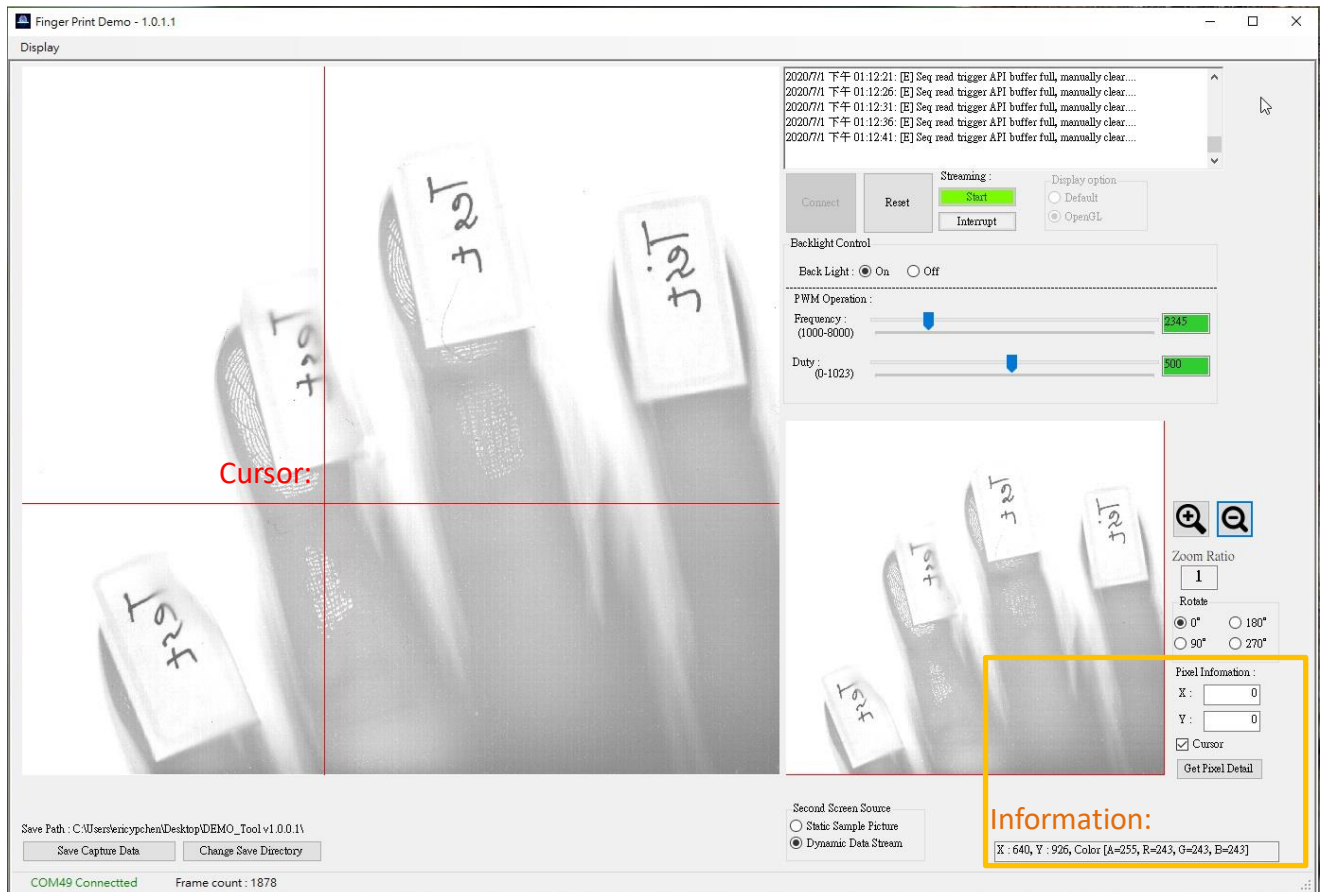 Finger Print Demo - 1.0.1.1
Display
2020/7/1 下午 01:12:21: [E] Seq read trigger API buffer full, manually clear....
2020/7/1 下午 01:12:26: [E] Seq read trigger API buffer full, manually clear....
2020/7/1 下午 01:12:31: [E] Seq read trigger API buffer full, manually clear....
2020/7/1 下午 01:12:36: [E] Seq read trigger API buffer full, manually clear....
2020/7/1 下午 01:12:41: [E] Seq read trigger API buffer full, manually clear....
Connect
Reset
Streaming :
Start
Interrupt
Display option
Default
OpenGL
Backlight Control
Back Light : On Off
PWM Operation :
Frequency :
(1000-8000)
2345
Duty :
(0-1023)
500
Cursor:
Zoom Ratio
1
Rotate
0° 180°
90° 270°
Pixel Infomation :
X : 0
Y : 0
Cursor
Get Pixel Detail
Second Screen Source
Static Sample Picture
Dynamic Data Stream
Information:
X : 640, Y : 926, Color [A=255, R=243, G=243, B=243]
Save Path : C:\Users\ericypchen\Desktop\DEMO_Tool v1.0.0.1\
Save Capture Data
Change Save Directory
COM49 Connectted
Frame count : 1878